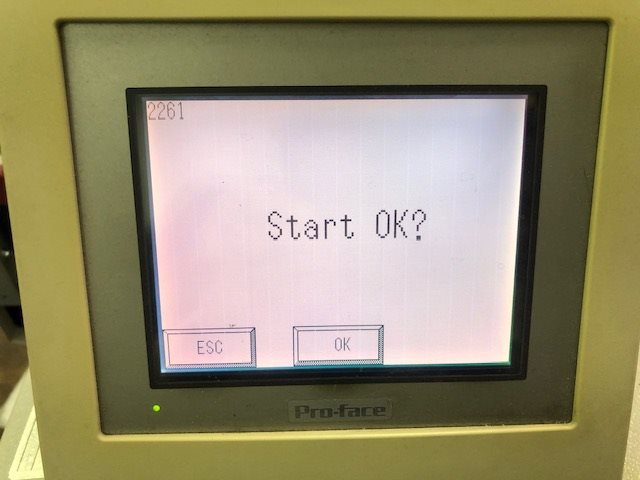 2261
Start OK?
ESC
OK
Pro-face